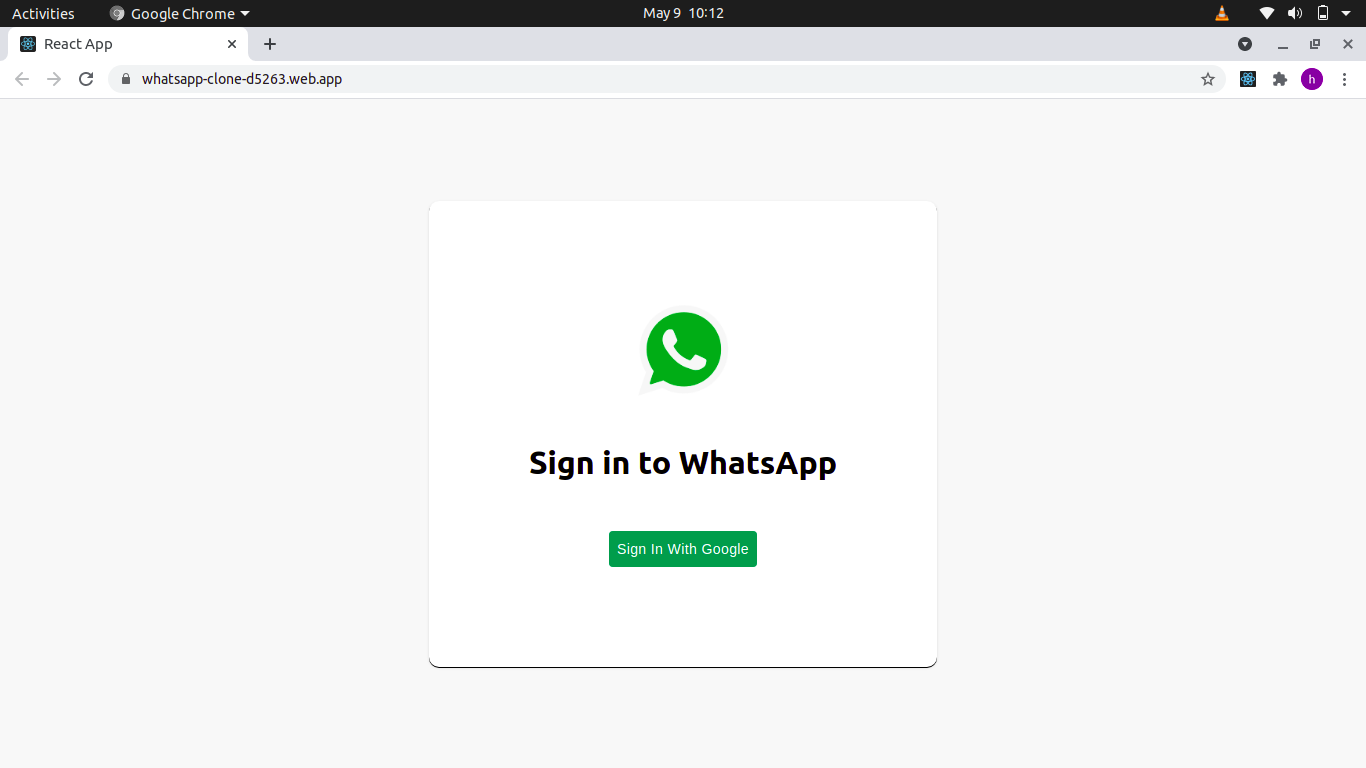 Activities Google Chrome May 9 10:12
React App
whatsapp-clone-d5263.web.app h
Sign in to WhatsApp
Sign In With Google